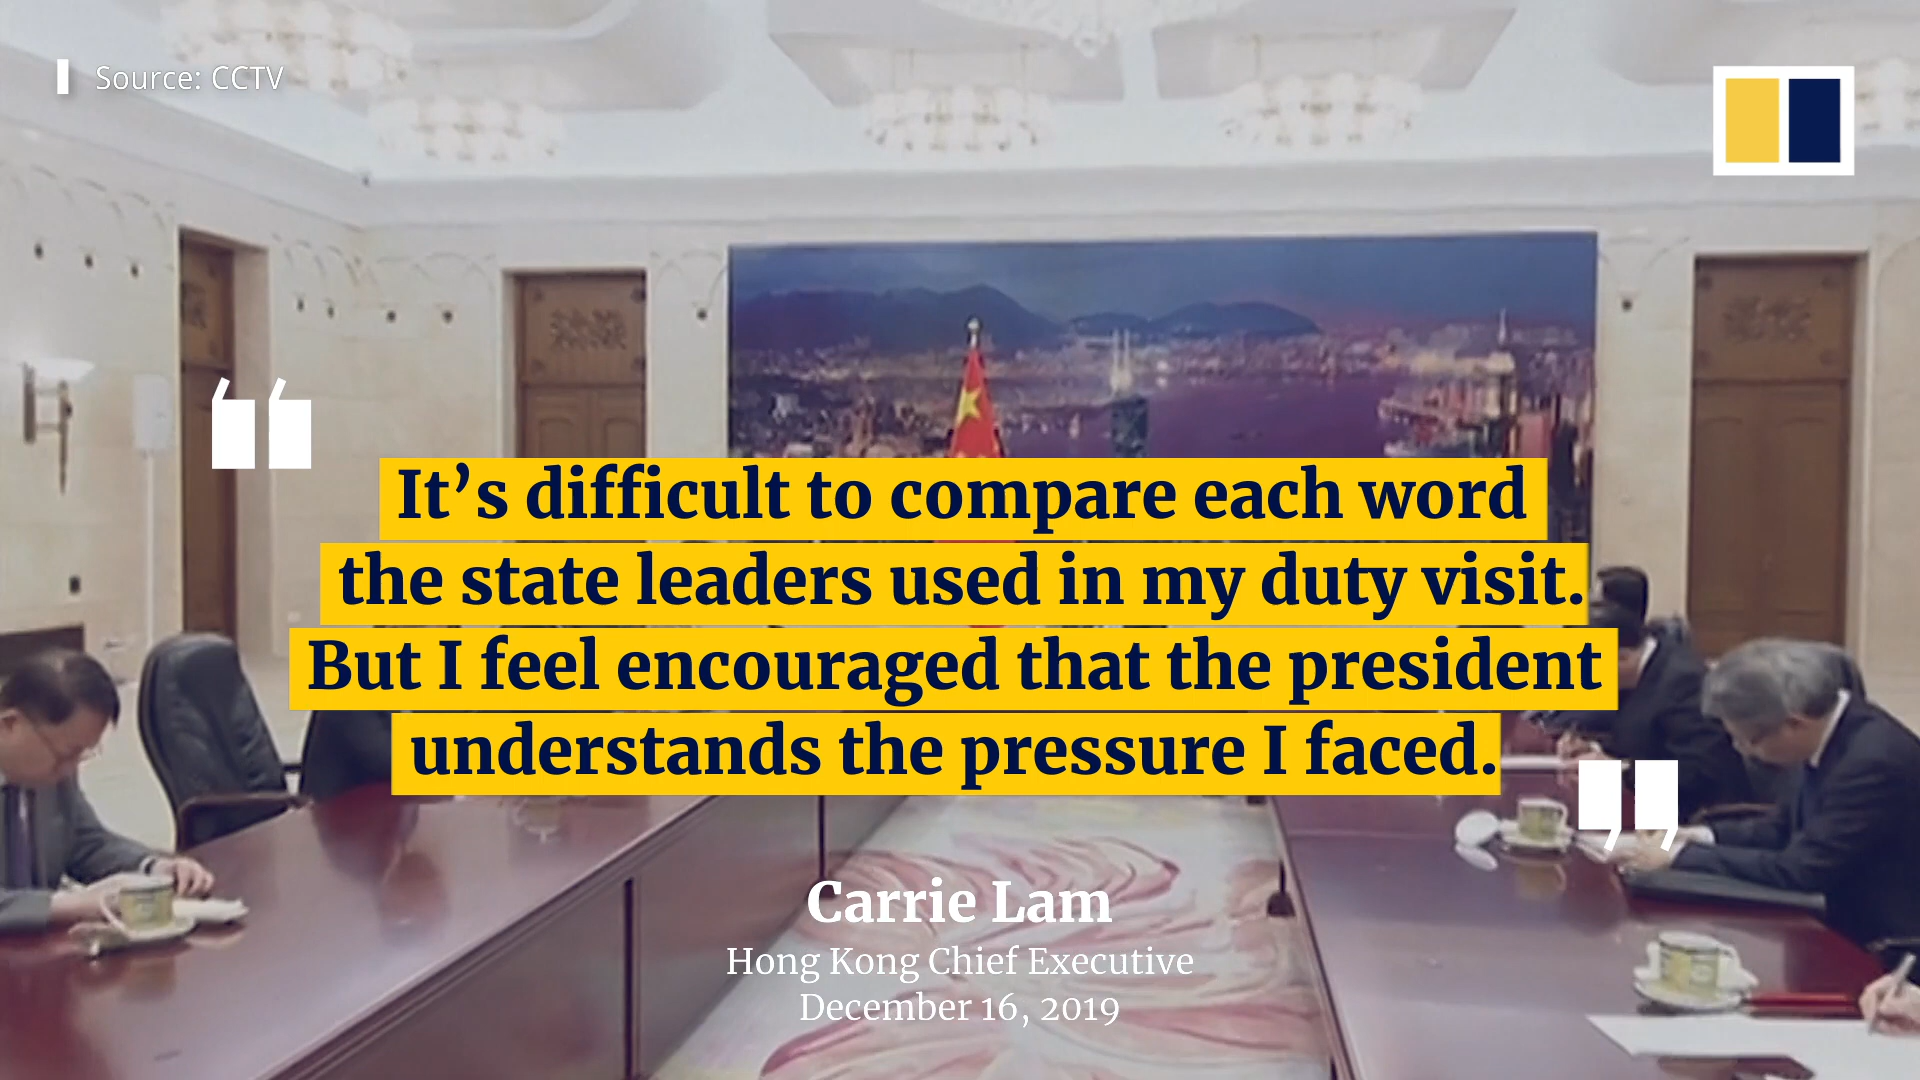 Source: CCTV
It’s difficult to compare each word
the state leaders used in my duty visit.
But I feel encouraged that the president
understands the pressure I faced.
Carrie Lam
Hong Kong Chief Executive
December 16, 2019